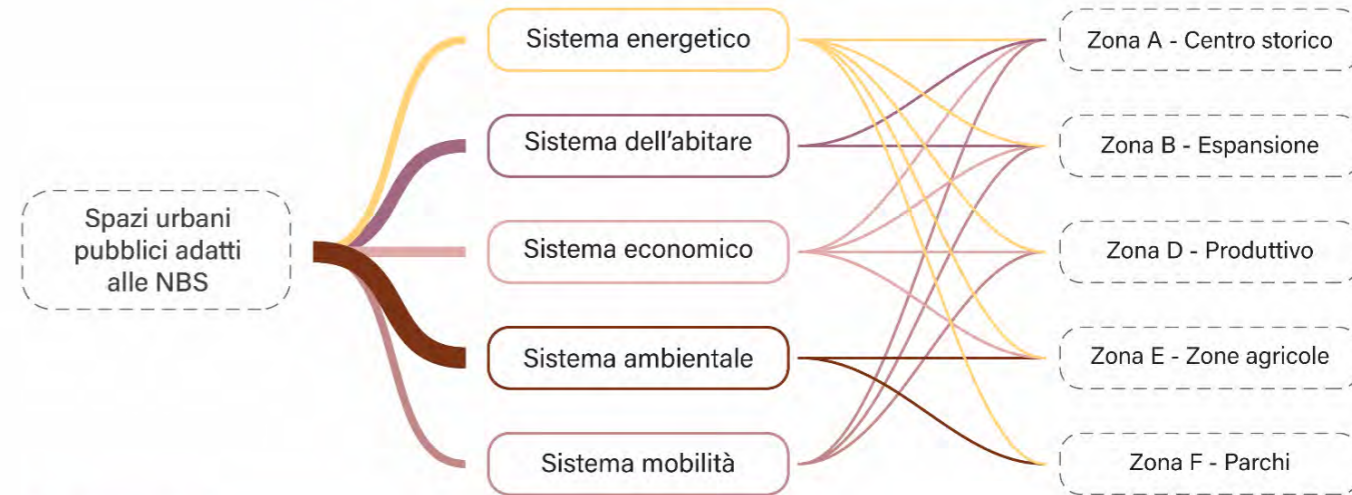 Spazi urbani
pubblici adatti
alle NBS
Sistema energetico
Sistema dell'abitare
Sistema economico
Sistema ambientale
Sistema mobilità
Zona A - Centro storico
Zona B - Espansione
Zona D - Produttivo
Zona E - Zone agricole
Zona F - Parchi